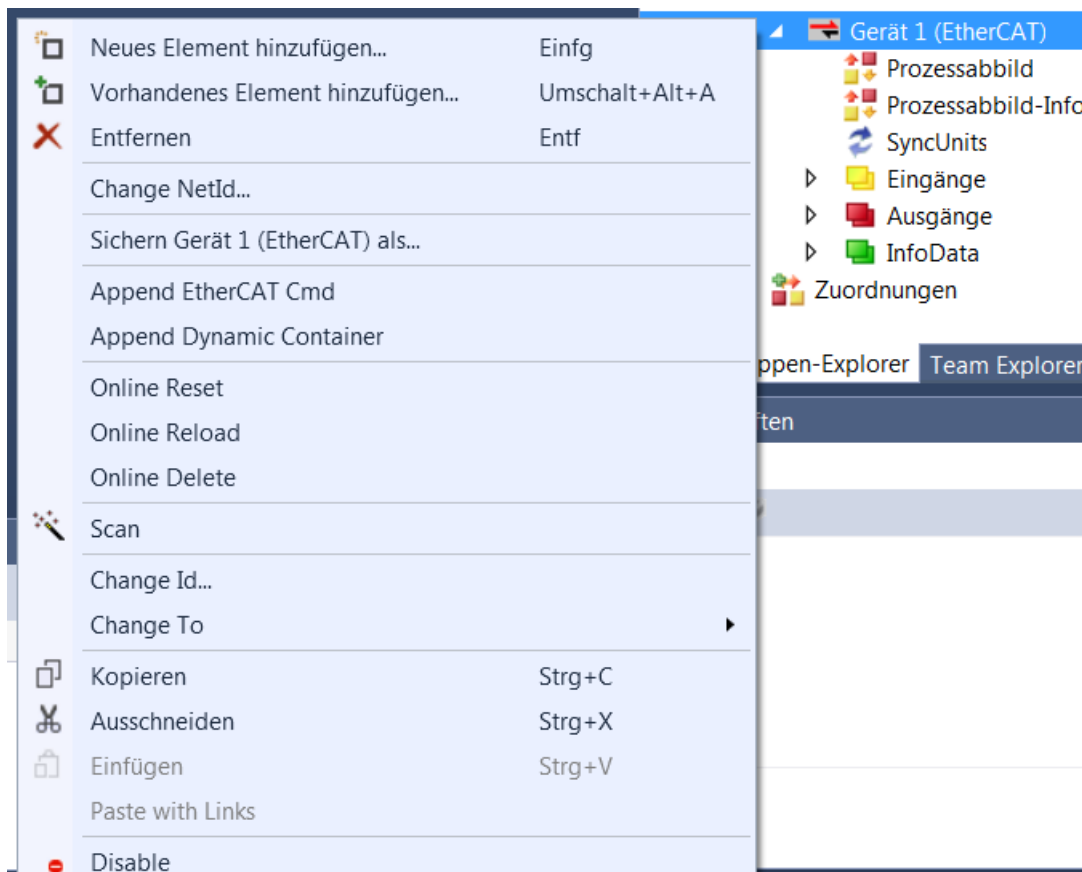 Neues Element hinzufügen... Einfg
Vorhandenes Element hinzufügen... Umschalt+Alt+A
Entfernen Entf
Change NetId...
Sichern Gerät 1 (EtherCAT) als...
Append EtherCAT Cmd
Append Dynamic Container
Online Reset
Online Reload
Online Delete
Scan
Change Id...
Change To
Kopieren Strg+C
Ausschneiden Strg+X
Einfügen Strg+V
Paste with Links
Disable
Gerät 1 (EtherCAT)
Prozessabbild
Prozessabbild-Info
SyncUnits
Eingänge
Ausgänge
InfoData
Zuordnungen
ppen-Explorer Team Explorer
ften